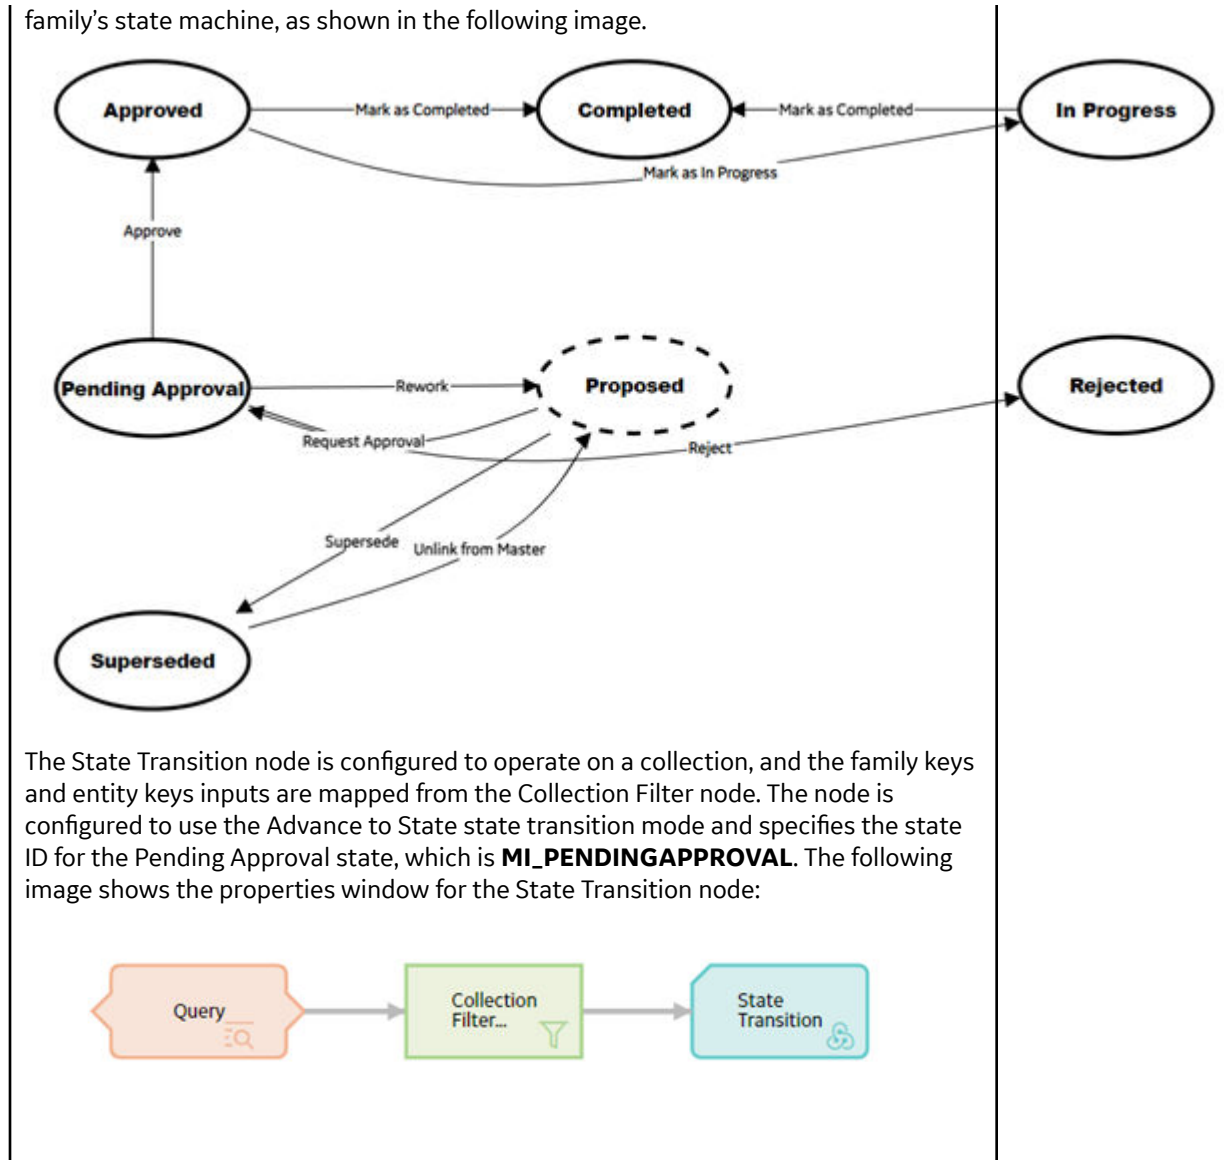 family’s state machine, as shown in the following image.
Approved
Mark as Completed
Completed
Mark as Completed
In Progress
Mark as In Progress
Approve
Pending Approval
Rework
Proposed
Rejected
Request Approval
Reject
Supersede
Unlink from Master
Superseded
The State Transition node is configured to operate on a collection, and the family keys
and entity keys inputs are mapped from the Collection Filter node. The node is
configured to use the Advance to State state transition mode and specifies the state
ID for the Pending Approval state, which is MI_PENDINGAPPROVAL. The following
image shows the properties window for the State Transition node:
Query
Collection
Filter...
State
Transition